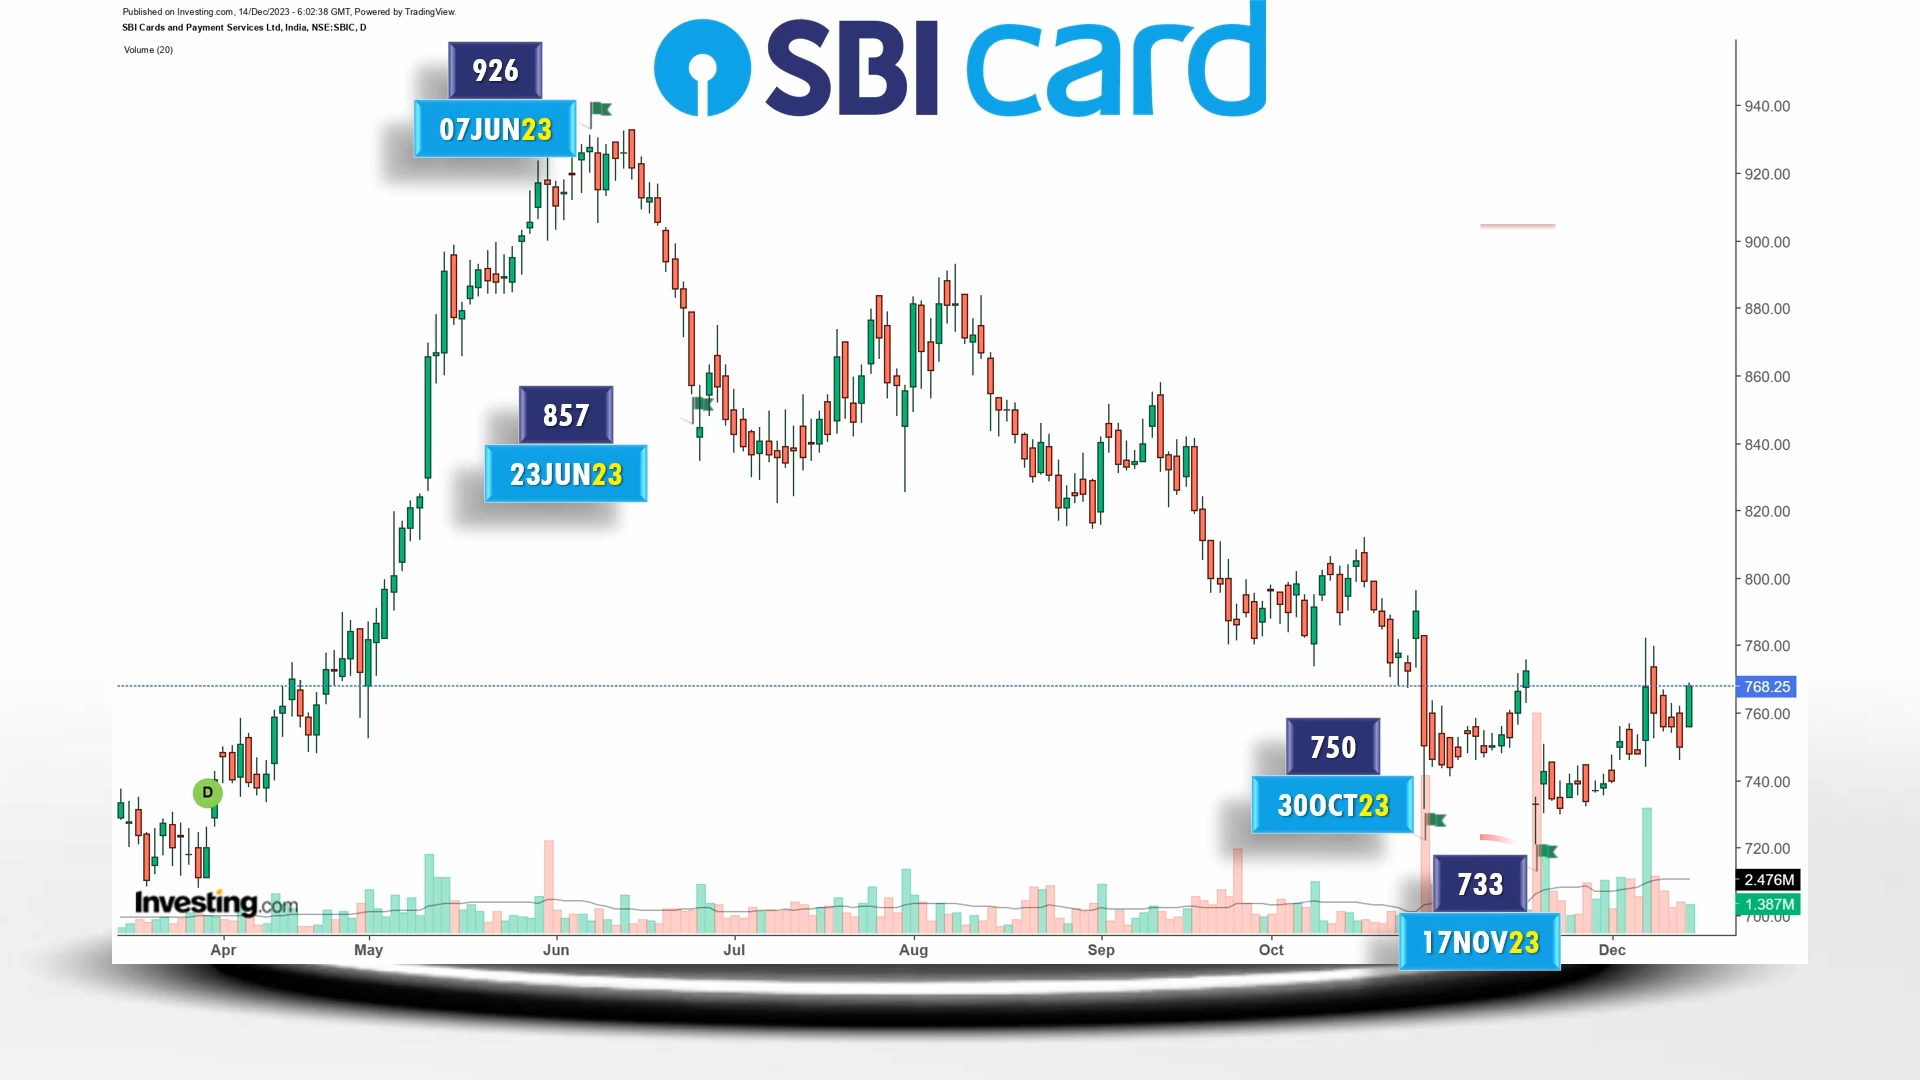 Published on Investing.com, 14/Dec/2023 - 6:02:38 GMT, Powered by TradingView.
SBI Cards and Payment Services Ltd, India, NSE:SBIC, D
Volume (20)
SBI card
926
07JUN23
857
23JUN23
750
30OCT23
733
17NOV23
D
Investing.com
940.00
920.00
900.00
880.00
860.00
840.00
820.00
800.00
780.00
768.25
760.00
740.00
720.00
2.476M
1.387M
700.00
Apr May Jun Jul Aug Sep Oct Dec